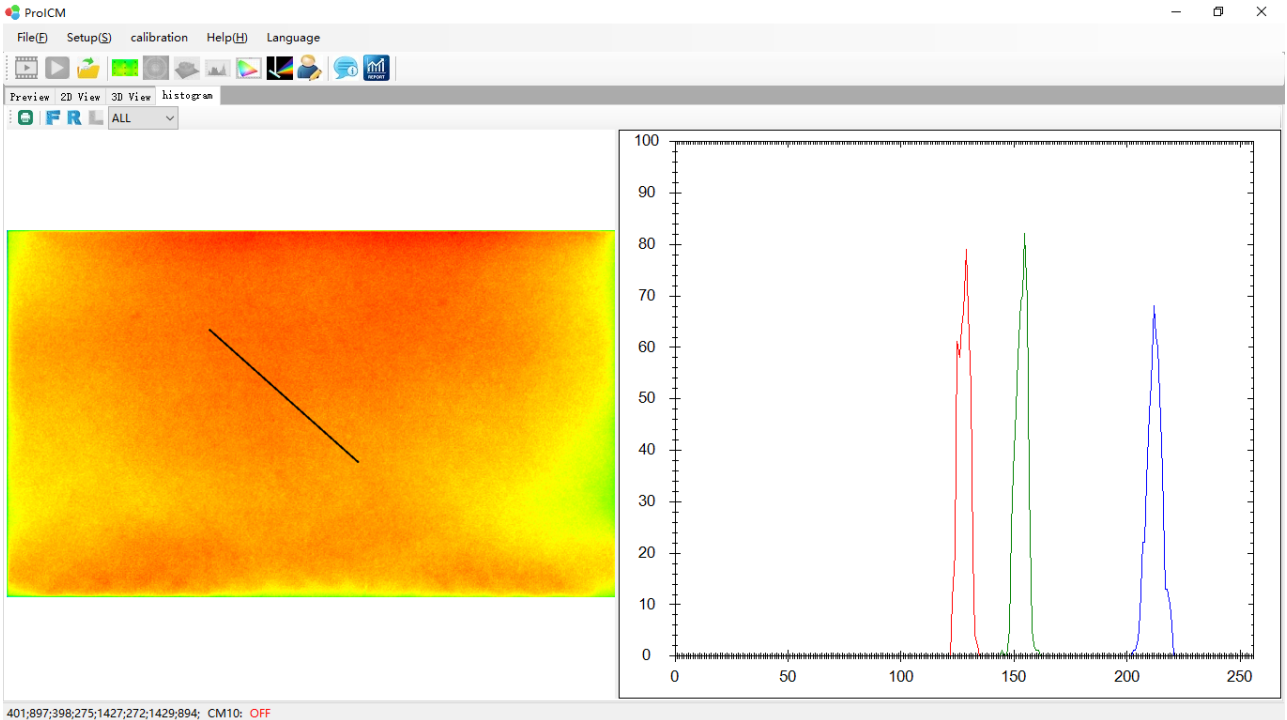 ProICM
File(F) Setup(S) calibration Help(H) Language
REPORT
Preview 2D View 3D View histogram
F R L ALL
100
90
80
70
60
50
40
30
20
10
0
0 50 100 150 200 250
401;897;398;275;1427;272;1429;894; CM10: OFF